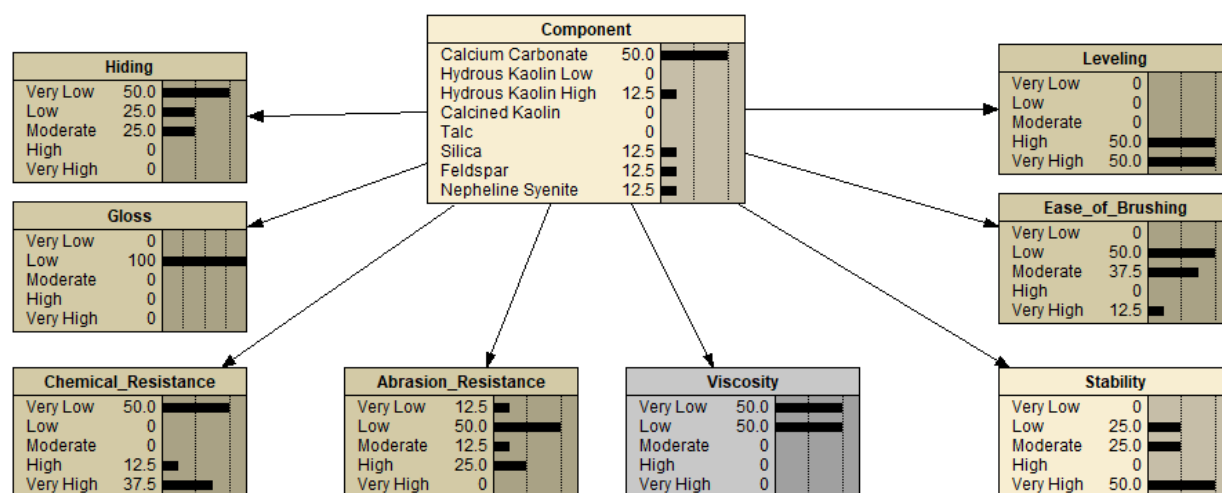 Component
Calcium Carbonate 50.0
Hydrous Kaolin Low 0
Hydrous Kaolin High 12.5
Calcined Kaolin 0
Talc 0
Silica 12.5
Feldspar 12.5
Nepheline Syenite 12.5
Hiding
Very Low 50.0
Low 25.0
Moderate 25.0
High 0
Very High 0
Leveling
Very Low 0
Low 0
Moderate 0
High 50.0
Very High 50.0
Gloss
Very Low 0
Low 100
Moderate 0
High 0
Very High 0
Ease_of_Brushing
Very Low 0
Low 50.0
Moderate 37.5
High 0
Very High 12.5
Chemical_Resistance
Very Low 50.0
Low 0
Moderate 0
High 12.5
Very High 37.5
Abrasion_Resistance
Very Low 12.5
Low 50.0
Moderate 12.5
High 25.0
Very High 0
Viscosity
Very Low 50.0
Low 50.0
Moderate 0
High 0
Very High 0
Stability
Very Low 0
Low 25.0
Moderate 25.0
High 0
Very High 50.0